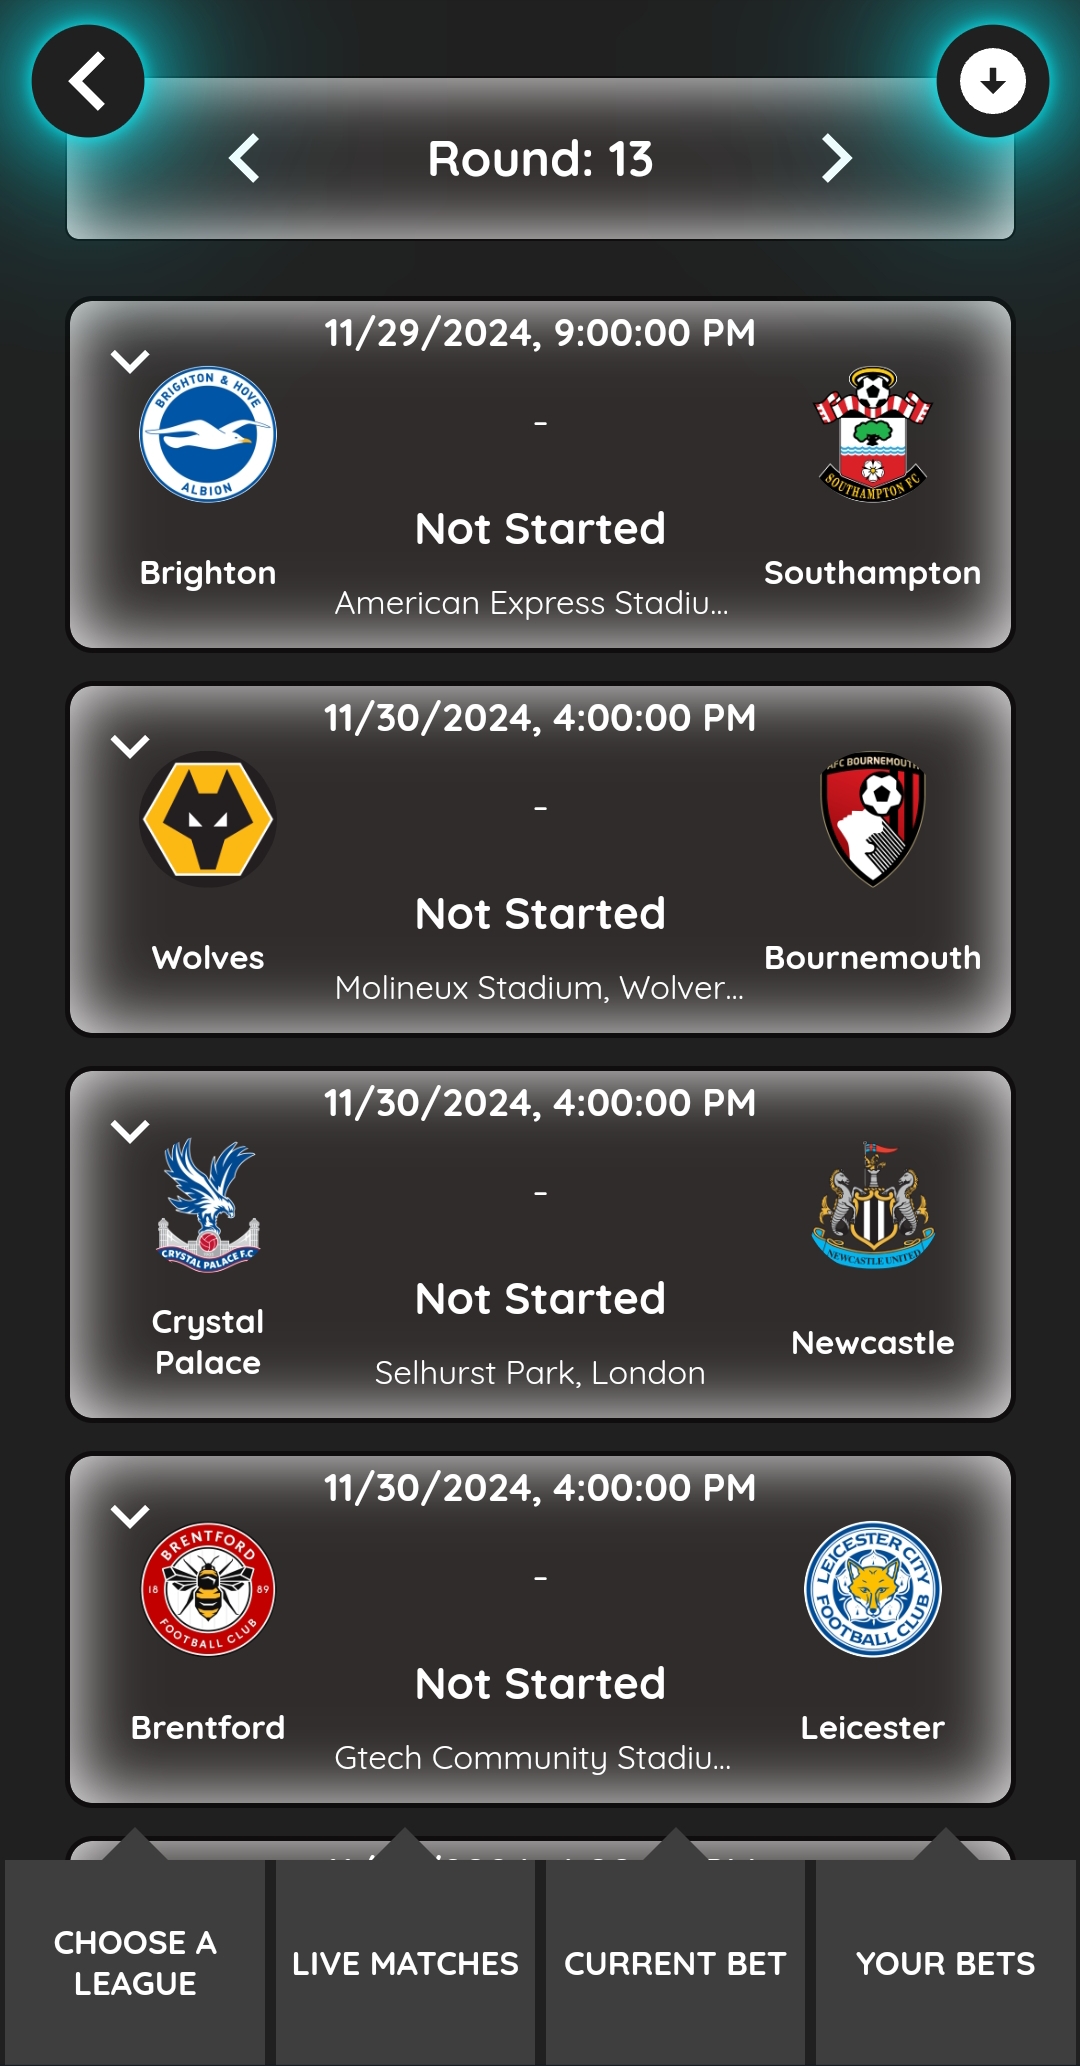 Round: 13
11/29/2024, 9:00:00 PM
BRIGHTON & HOVE
ALBION
-
SOUTHAMPTON FC
Not Started
Brighton
Southampton
American Express Stadiu...
11/30/2024, 4:00:00 PM
AFC BOURNEMOUTH
-
Not Started
Wolves
Bournemouth
Molineux Stadium, Wolver...
11/30/2024, 4:00:00 PM
-
CRYSTAL PALACE F.C
NEWCASTLE UNITED
Not Started
Crystal
Palace
Newcastle
Selhurst Park, London
11/30/2024, 4:00:00 PM
BRENTFORD
18 89
FOOTBALL CLUB
-
LEICESTER CITY
FOOTBALL CLUB
Not Started
Brentford
Leicester
Gtech Community Stadiu...
CHOOSE A
LEAGUE
LIVE MATCHES
CURRENT BET
YOUR BETS